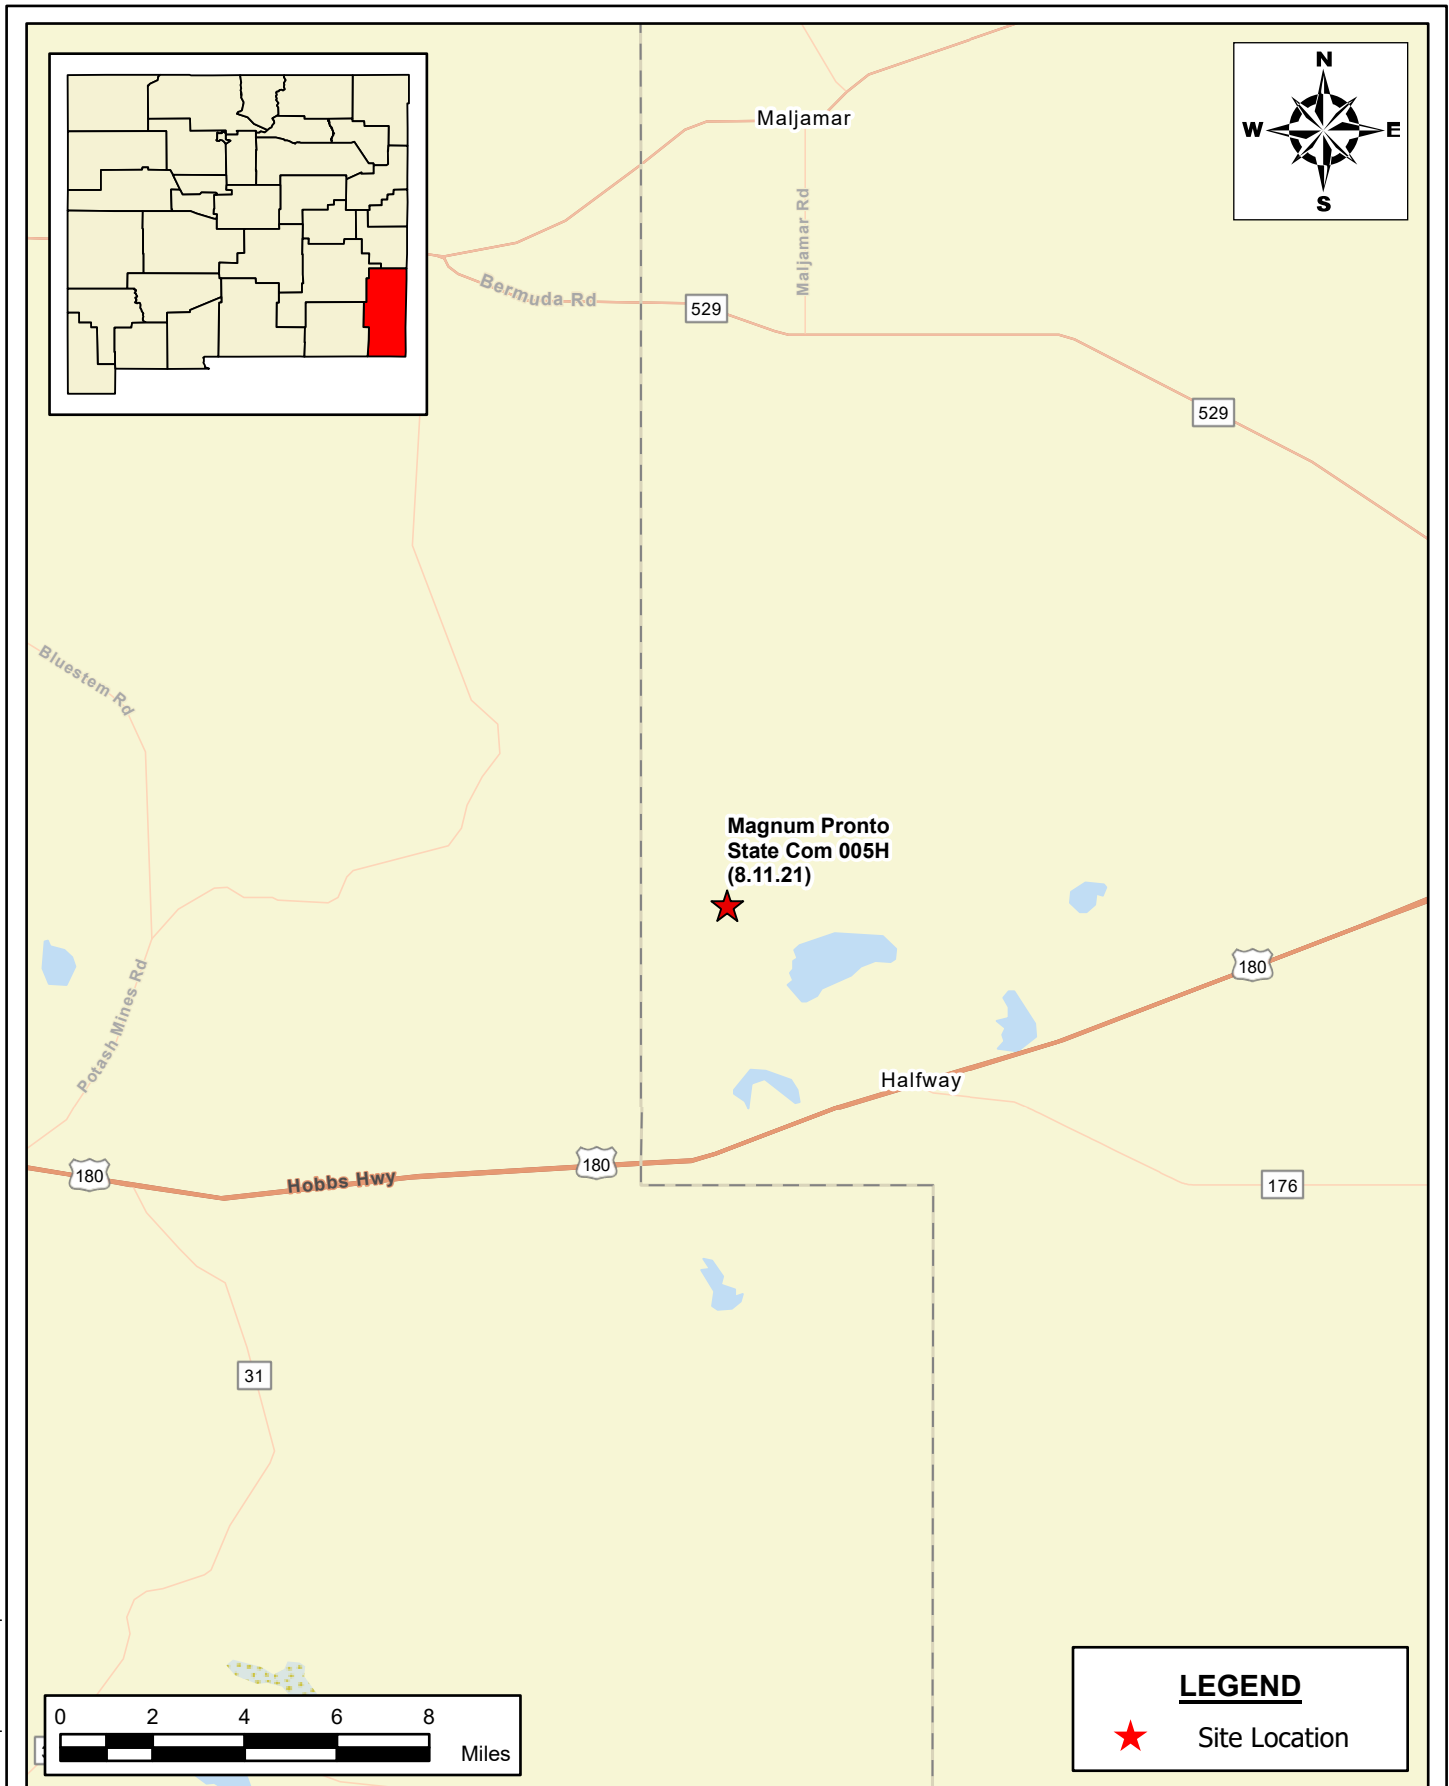 N
W E
S
Maljamar
Maljamar Rd
Bermuda Rd
529
529
Bluestem Rd
Magnum Pronto
State Com 005H
(8.11.21)
Potash Mines Rd
180
Halfway
180
180
Hobbs Hwy
176
31
0 2 4 6 8
Miles
LEGEND
Site Location